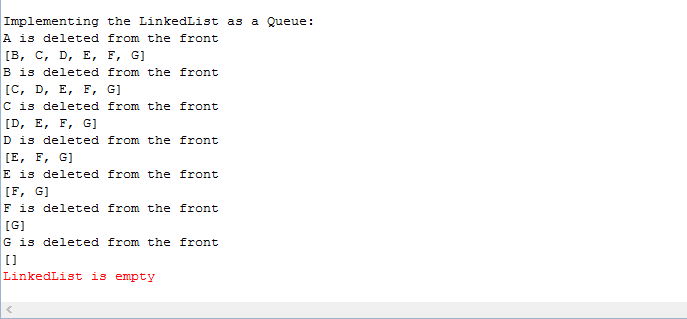 Implementing the LinkedList as a Queue:
A is deleted from the front
[B, C, D, E, F, G]
B is deleted from the front
[C, D, E, F, G]
C is deleted from the front
[D, E, F, G]
D is deleted from the front
[E, F, G]
E is deleted from the front
[F, G]
F is deleted from the front
[G]
G is deleted from the front
[]
LinkedList is empty